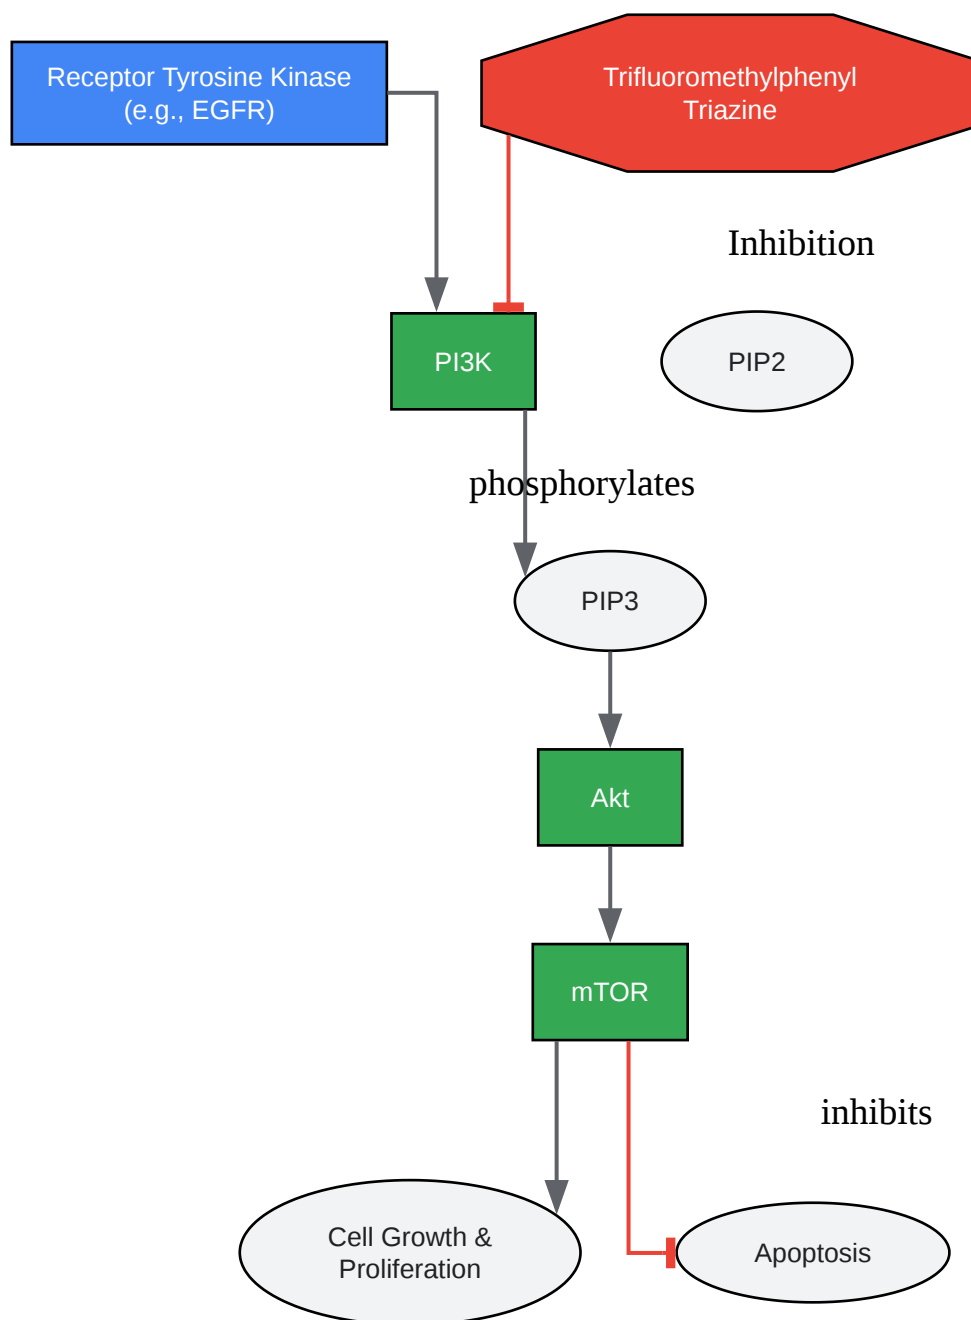 Receptor Tyrosine Kinase
(e.g., EGFR)
Trifluoromethylphenyl
Triazine
Inhibition
PI3K
PIP2
phosphorylates
PIP3
Akt
mTOR
inhibits
Cell Growth &
Proliferation
Apoptosis